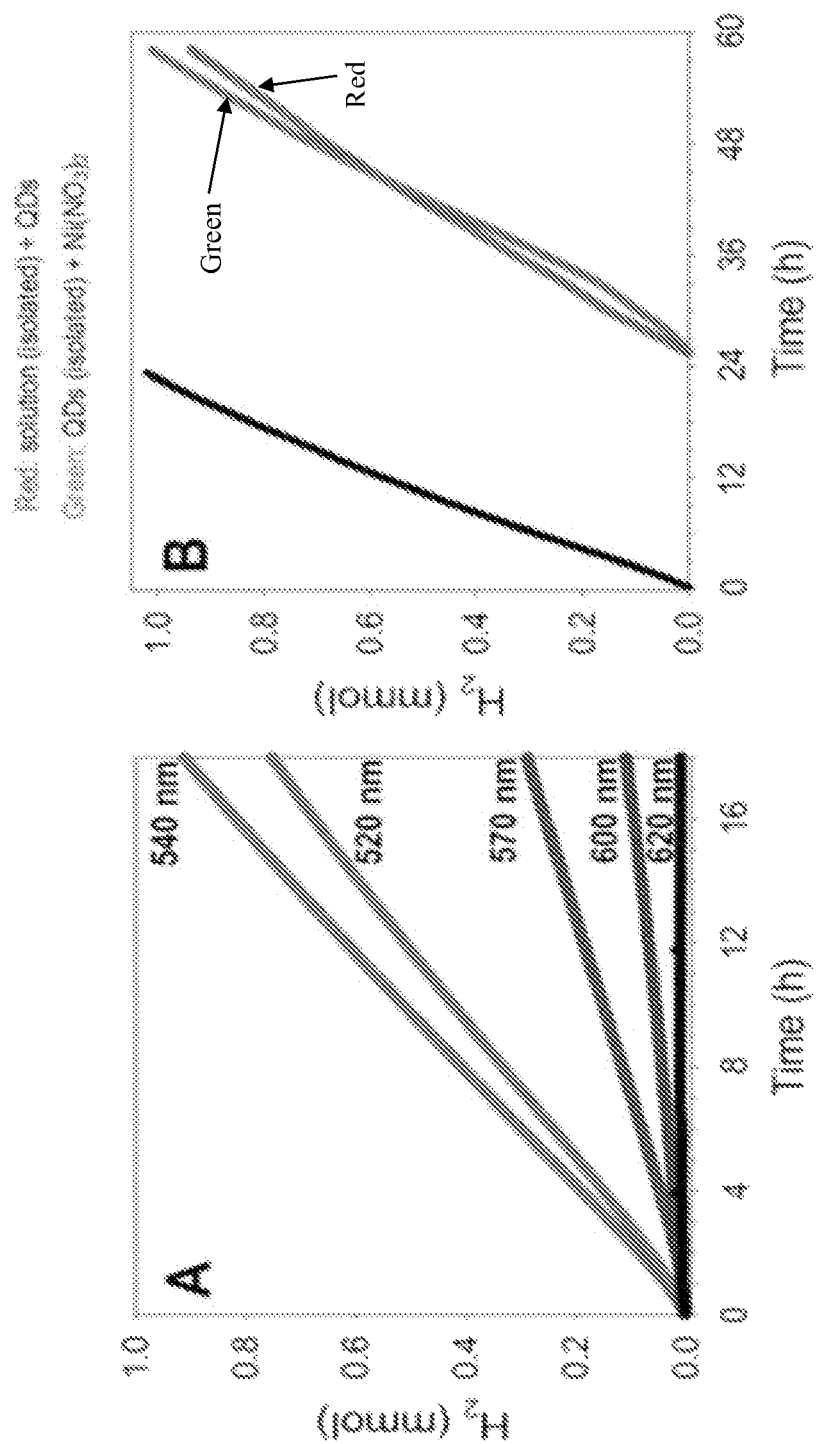 A
H₂ (mmol)
1.0
0.8
0.6
0.4
0.2
0.0
540 nm
520 nm
570 nm
600 nm
620 nm
0
4
8
12
16
Time (h)
Red: solution (isolated) + QDs
Green: QDs (isolated) + Ni(NO₃)₂
B
H₂ (mmol)
1.0
0.8
0.6
0.4
0.2
0.0
Green
Red
0
12
24
36
48
60
Time (h)